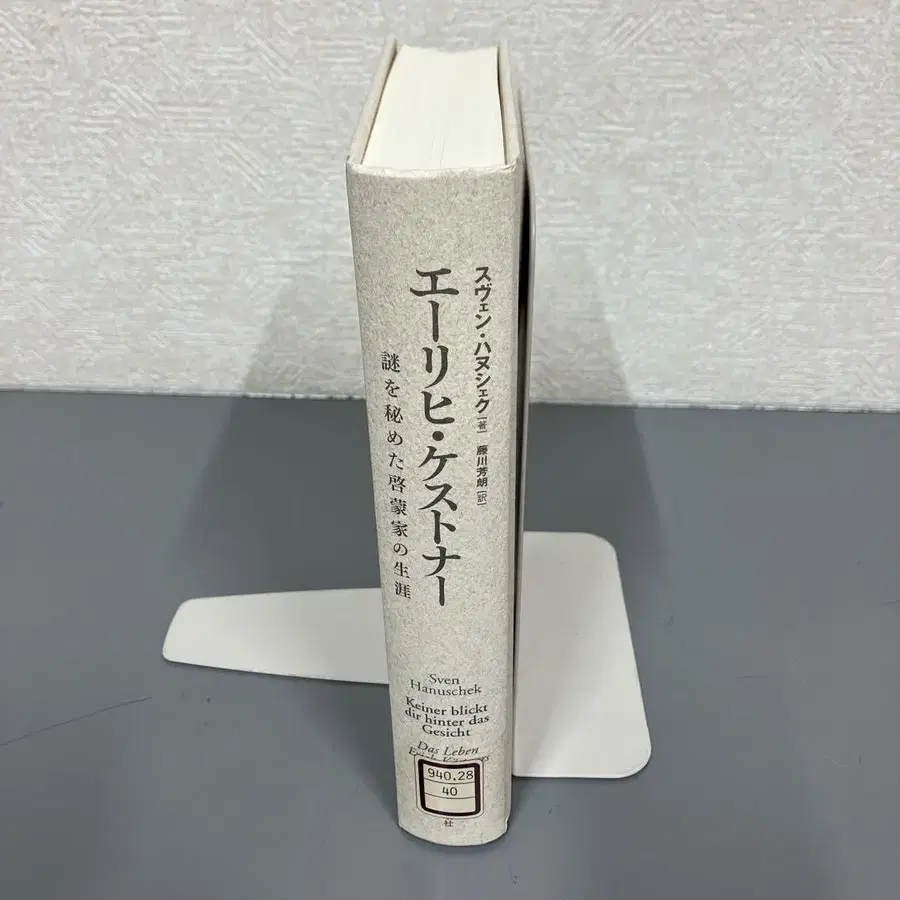 スヴェン・ハヌシェク[著] 藤川芳朗[訳]
エーリヒ・ケストナー
謎を秘めた啓蒙家の生涯
Sven
Hanuschek
Keiner blickt
dir hinter das
Gesicht
Das Leben
940.28
40
社